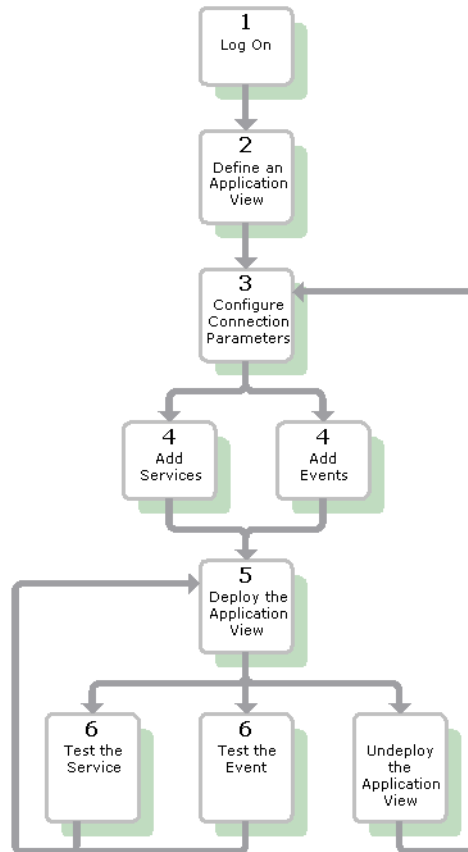 1
Log On
2
Define an
Application
View
3
Configure
Connection
Parameters
4
Add
Services
4
Add
Events
5
Deploy the
Application
View
6
Test the
Service
6
Test the
Event
Undeploy
the
Application
View